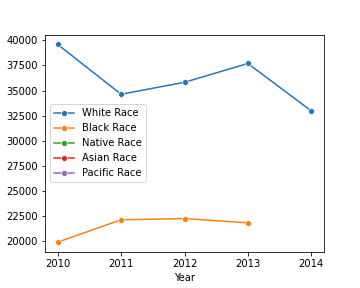 40000
37500
35000
32500
30000
27500
25000
22500
20000
White Race
Black Race
Native Race
Asian Race
Pacific Race
2010 2011 2012 2013 2014
Year